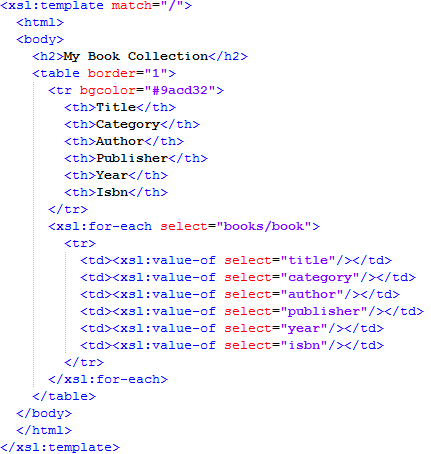 <xsl:template match="/">
<html>
<body>
<h2>My Book Collection</h2>
<table border="1">
<tr bgcolor="#9acd32">
<th>Title</th>
<th>Category</th>
<th>Author</th>
<th>Publisher</th>
<th>Year</th>
<th>Isbn</th>
</tr>
<xsl:for-each select="books/book">
<tr>
<td><xsl:value-of select="title"/></td>
<td><xsl:value-of select="category"/></td>
<td><xsl:value-of select="author"/></td>
<td><xsl:value-of select="publisher"/></td>
<td><xsl:value-of select="year"/></td>
<td><xsl:value-of select="isbn"/></td>
</tr>
</xsl:for-each>
</table>
</body>
</html>
</xsl:template>